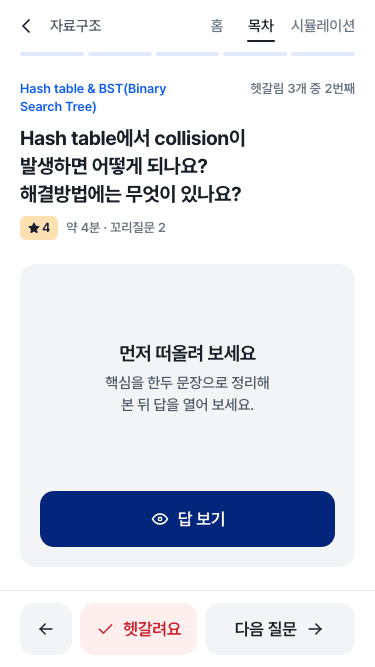 자료구조
홈
목차
시뮬레이션
Hash table & BST(Binary
Search Tree)
헷갈림 3개 중 2번째
Hash table에서 collision이
발생하면 어떻게 되나요?
해결방법에는 무엇이 있나요?
★4
약 4분 · 꼬리질문 2
먼저 떠올려 보세요
핵심을 한두 문장으로 정리해
본 뒤 답을 열어 보세요.
답 보기
헷갈려요
다음 질문